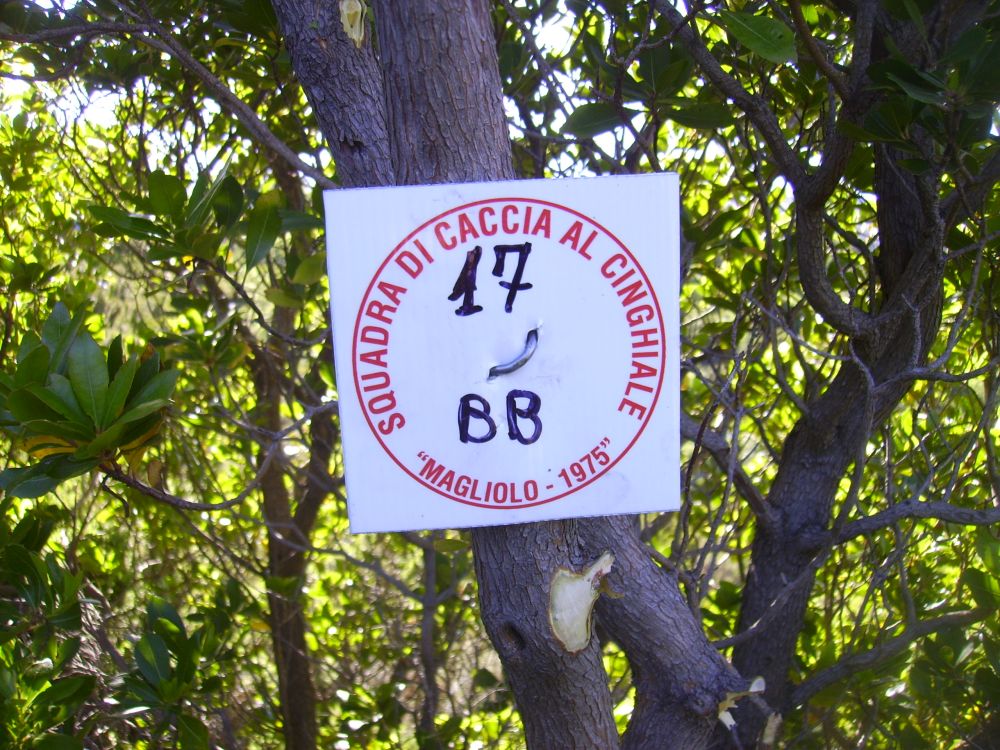 SQUADRA DI CACCIA AL CINGHIALE
17
BB
"MAGLIOLO - 1975"